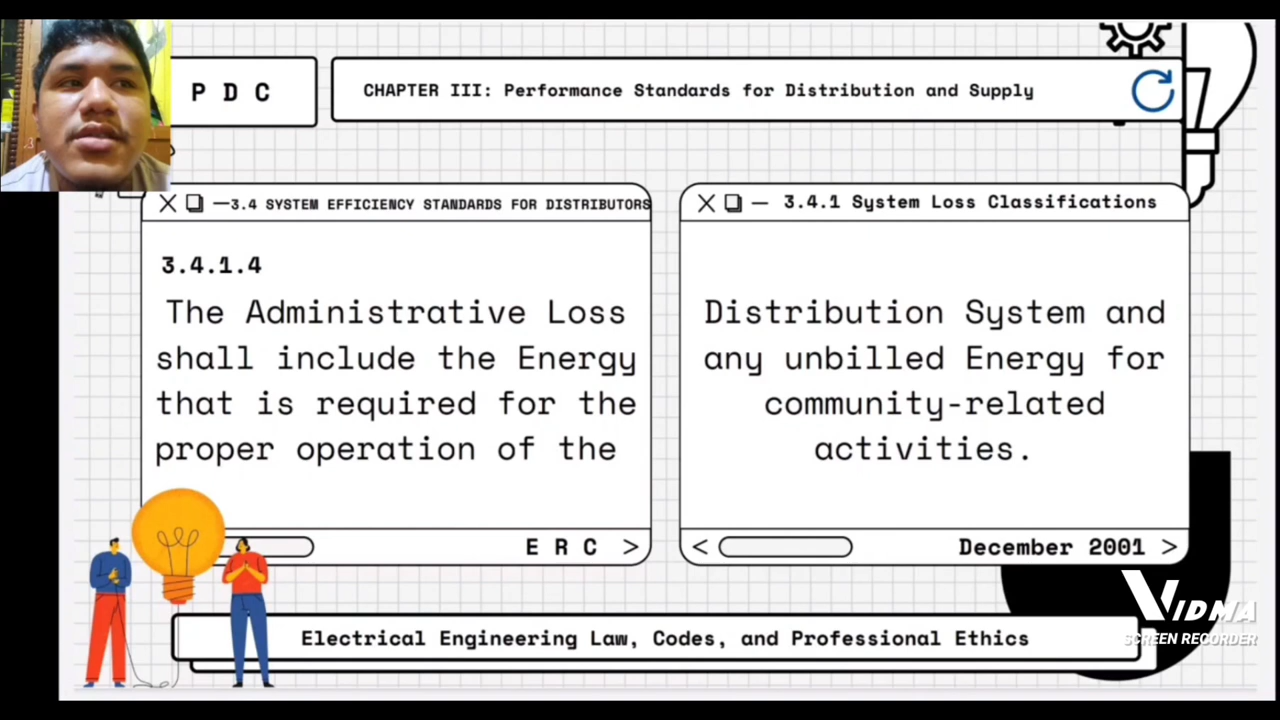 P D C
CHAPTER III: Performance Standards for Distribution and Supply
3.4 SYSTEM EFFICIENCY STANDARDS FOR DISTRIBUTORS
3.4.1.4
The Administrative Loss
shall include the Energy
that is required for the
proper operation of the
E R C >
3.4.1 System Loss Classifications
Distribution System and
any unbilled Energy for
community-related
activities.
< December 2001 >
Electrical Engineering Law, Codes, and Professional Ethics
VIDMA
SCREEN RECORDER